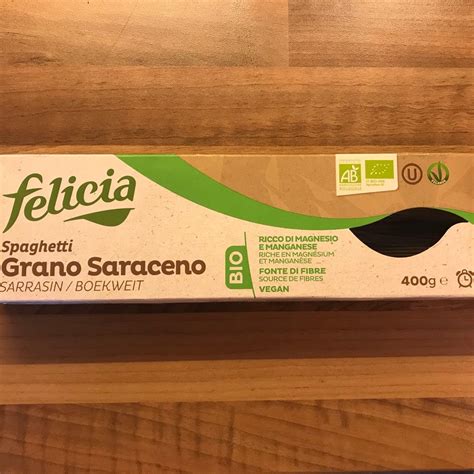 felicia
Spaghetti
Grano Saraceno
SARRASIN / BOEKWEIT
BIO
RICCO DI MAGNESIO
E MANGANESE
RICHE EN MAGNÉSIUM
ET MANGANÈSE
FONTE DI FIBRE
SOURCE DE FIBRES
VEGAN
AB
U
400g e